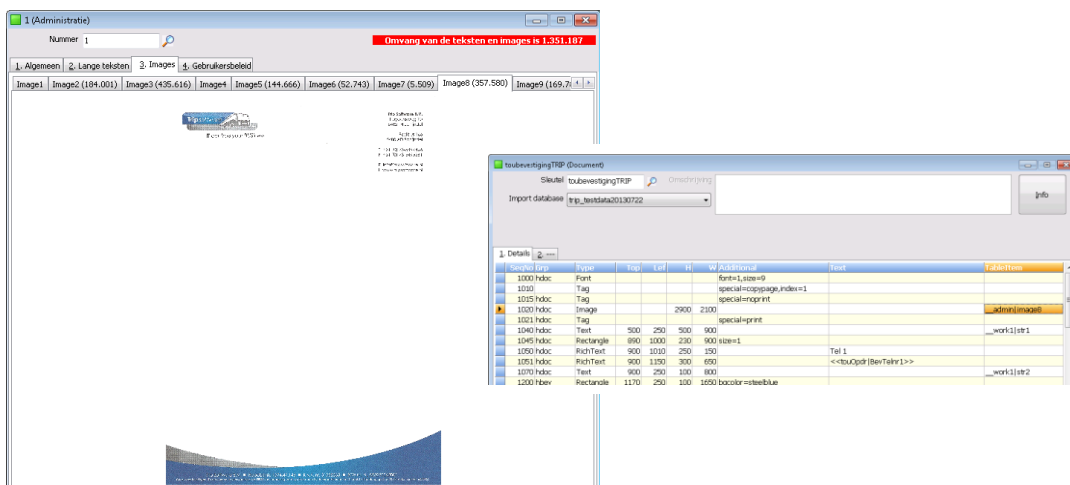 1 (Administratie)
Nummer 1
Omvang van de teksten en images is 1.351.187
1. Algemeen 2. Lange teksten 3. Images 4. Gebruikersbeleid
Image1 Image2 (184.001) Image3 (435.616) Image4 Image5 (144.666) Image6 (52.743) Image7 (5.509) Image8 (357.580) Image9 (169.7
toubevestigingTRIP (Document)
Sleutel toubevestigingTRIP Omschrijving
Info
Import database trip_testdata20130722
1. Details 2. ---
SeqNo Grp Type Top Lef H W Additional Text TableItem
1000 hdoc Font font=1,size=9
1010 Tag special=copypage,index=1
1015 hdoc Tag special=noprint
1020 hdoc Image 2900 2100 __admin|image8
1021 hdoc Tag special=print
1040 hdoc Text 500 250 500 900 __work1|str1
1045 hdoc Rectangle 890 1000 230 900 size=1
1050 hdoc RichText 900 1010 250 150 Tel 1
1051 hdoc RichText 900 1150 300 650 <<touOpdr|BevTelnr1>>
1070 hdoc Text 900 250 100 800 __work1|str2
1200 hbev Rectangle 1170 250 100 1650 bgcolor=steelblue